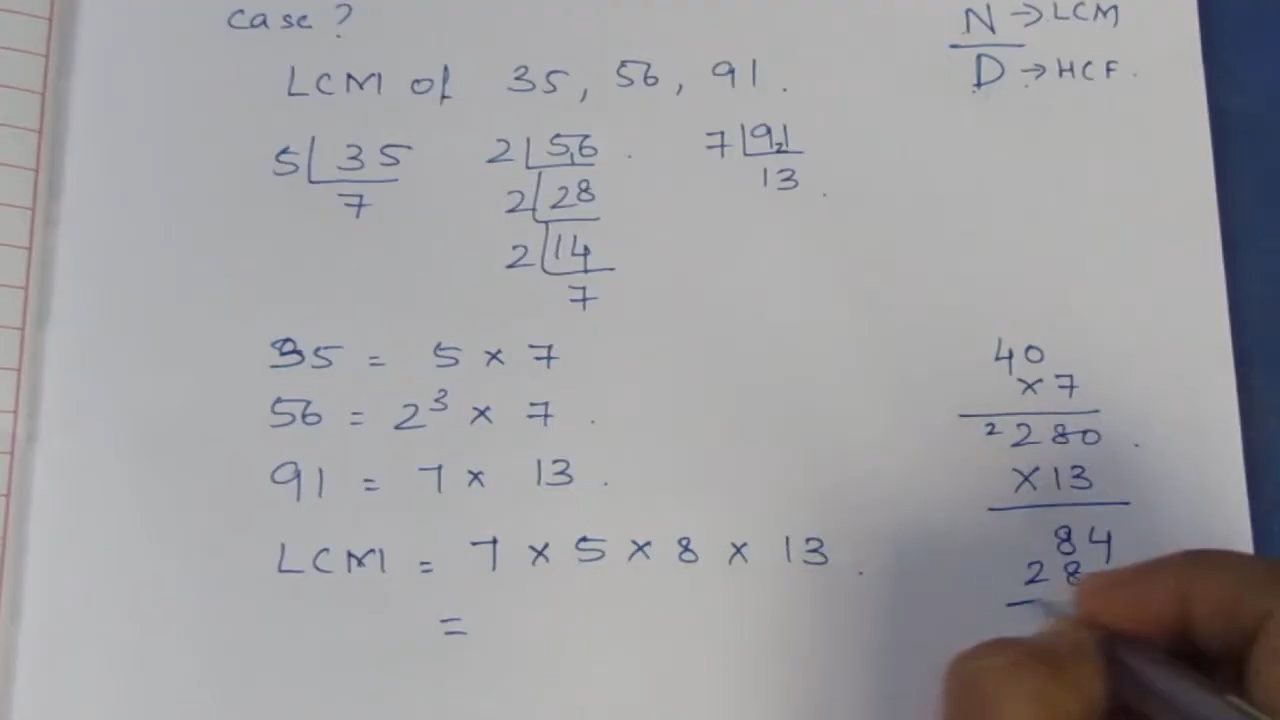 case ?
N → LCM
D → HCF .
LCM of 35, 56, 91 .
5 35
7
2 56 .
2 28
2 14
7
7 91
13 .
35 = 5 × 7
56 = 2³ × 7 .
91 = 7 × 13 .
LCM = 7 × 5 × 8 × 13 .
=
40
× 7
2 280 .
× 13
84
28